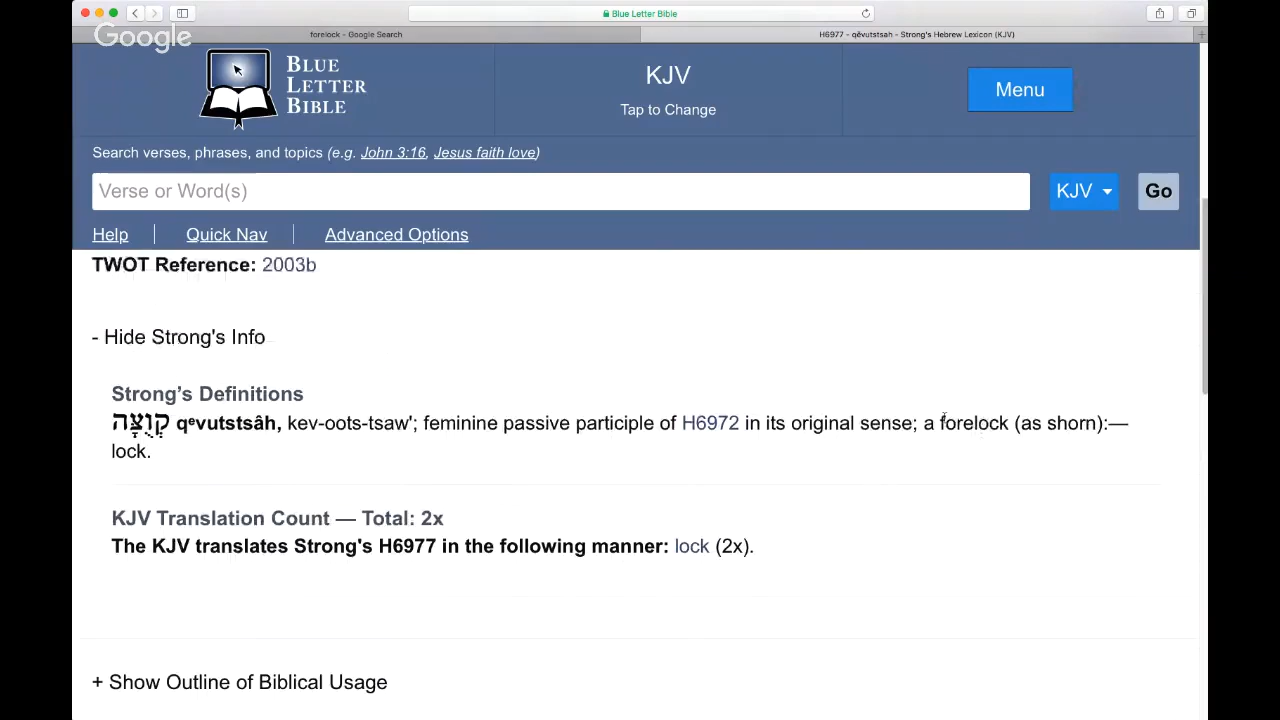 Blue Letter Bible
Google
forelock - Google Search
H6977 - qĕvutstsah - Strong's Hebrew Lexicon (KJV)
BLUE
LETTER
BIBLE
KJV
Tap to Change
Menu
Search verses, phrases, and topics (e.g. John 3:16, Jesus faith love)
Verse or Word(s)
KJV
Go
Help
Quick Nav
Advanced Options
TWOT Reference: 2003b
- Hide Strong's Info
Strong’s Definitions
קְוֻצָּה qᵉvutstsâh, kev-oots-tsaw'; feminine passive participle of H6972 in its original sense; a forelock (as shorn):—
lock.
KJV Translation Count — Total: 2x
The KJV translates Strong's H6977 in the following manner: lock (2x).
+ Show Outline of Biblical Usage